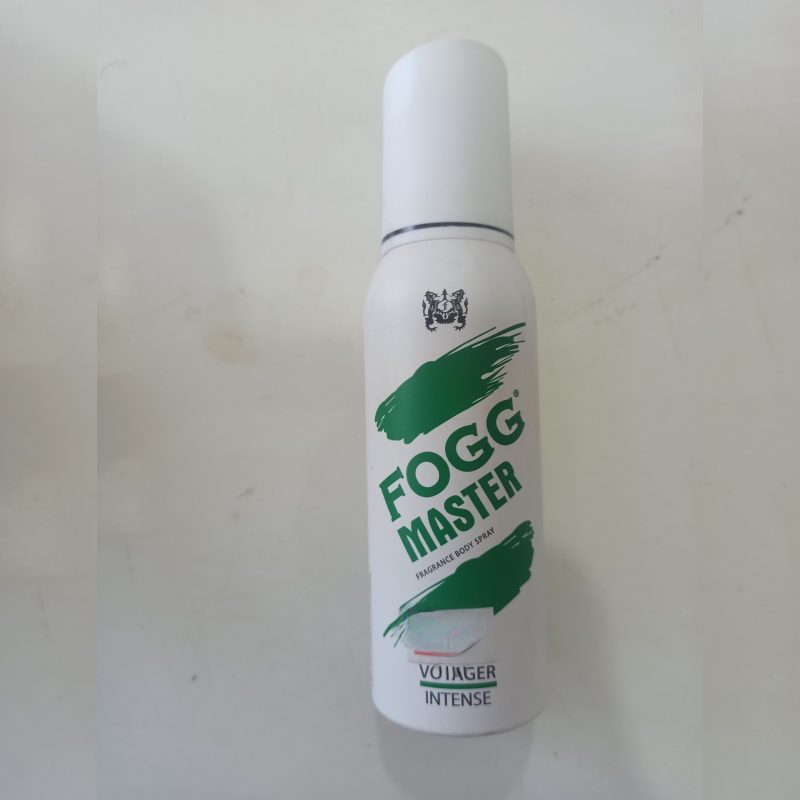 FOGG®
MASTER
FRAGRANCE BODY SPRAY
VOYAGER
INTENSE